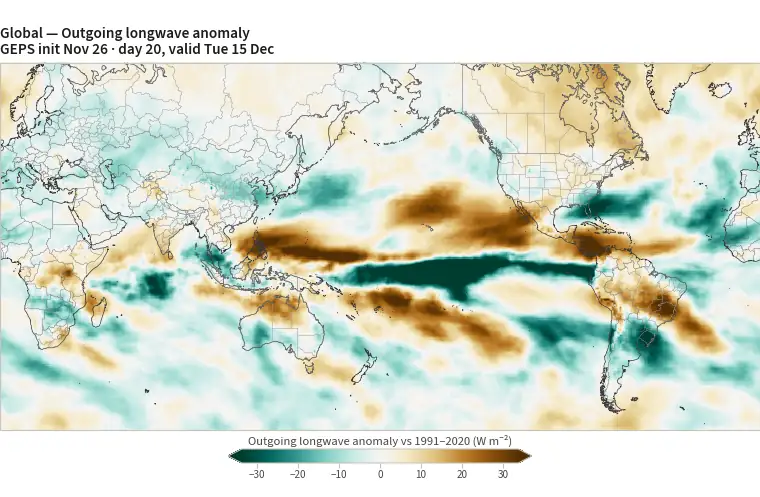 Global — Outgoing longwave anomaly
GEPS init Nov 26 · day 20, valid Tue 15 Dec
Outgoing longwave anomaly vs 1991–2020 (W m⁻²)
−30 −20 −10 0 10 20 30